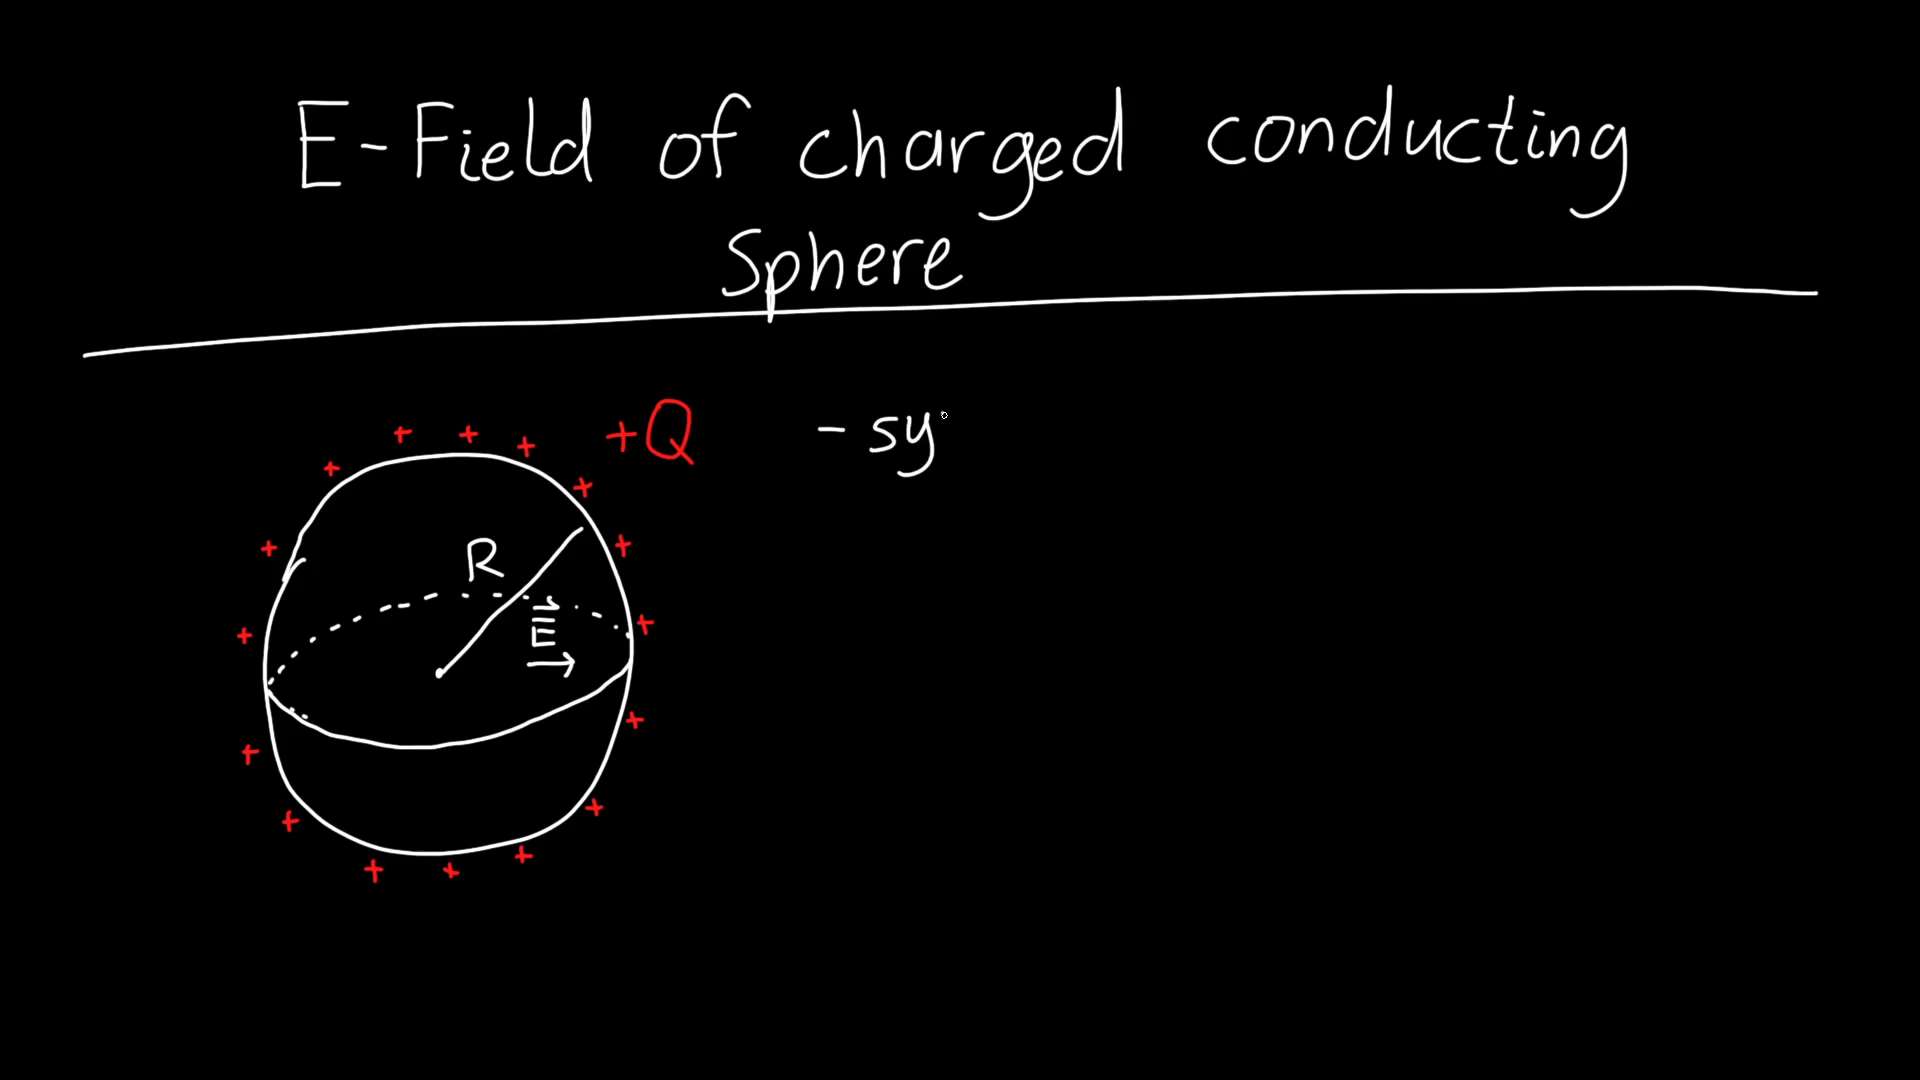 E-Field of charged conducting
Sphere
+Q
- sy
R
E